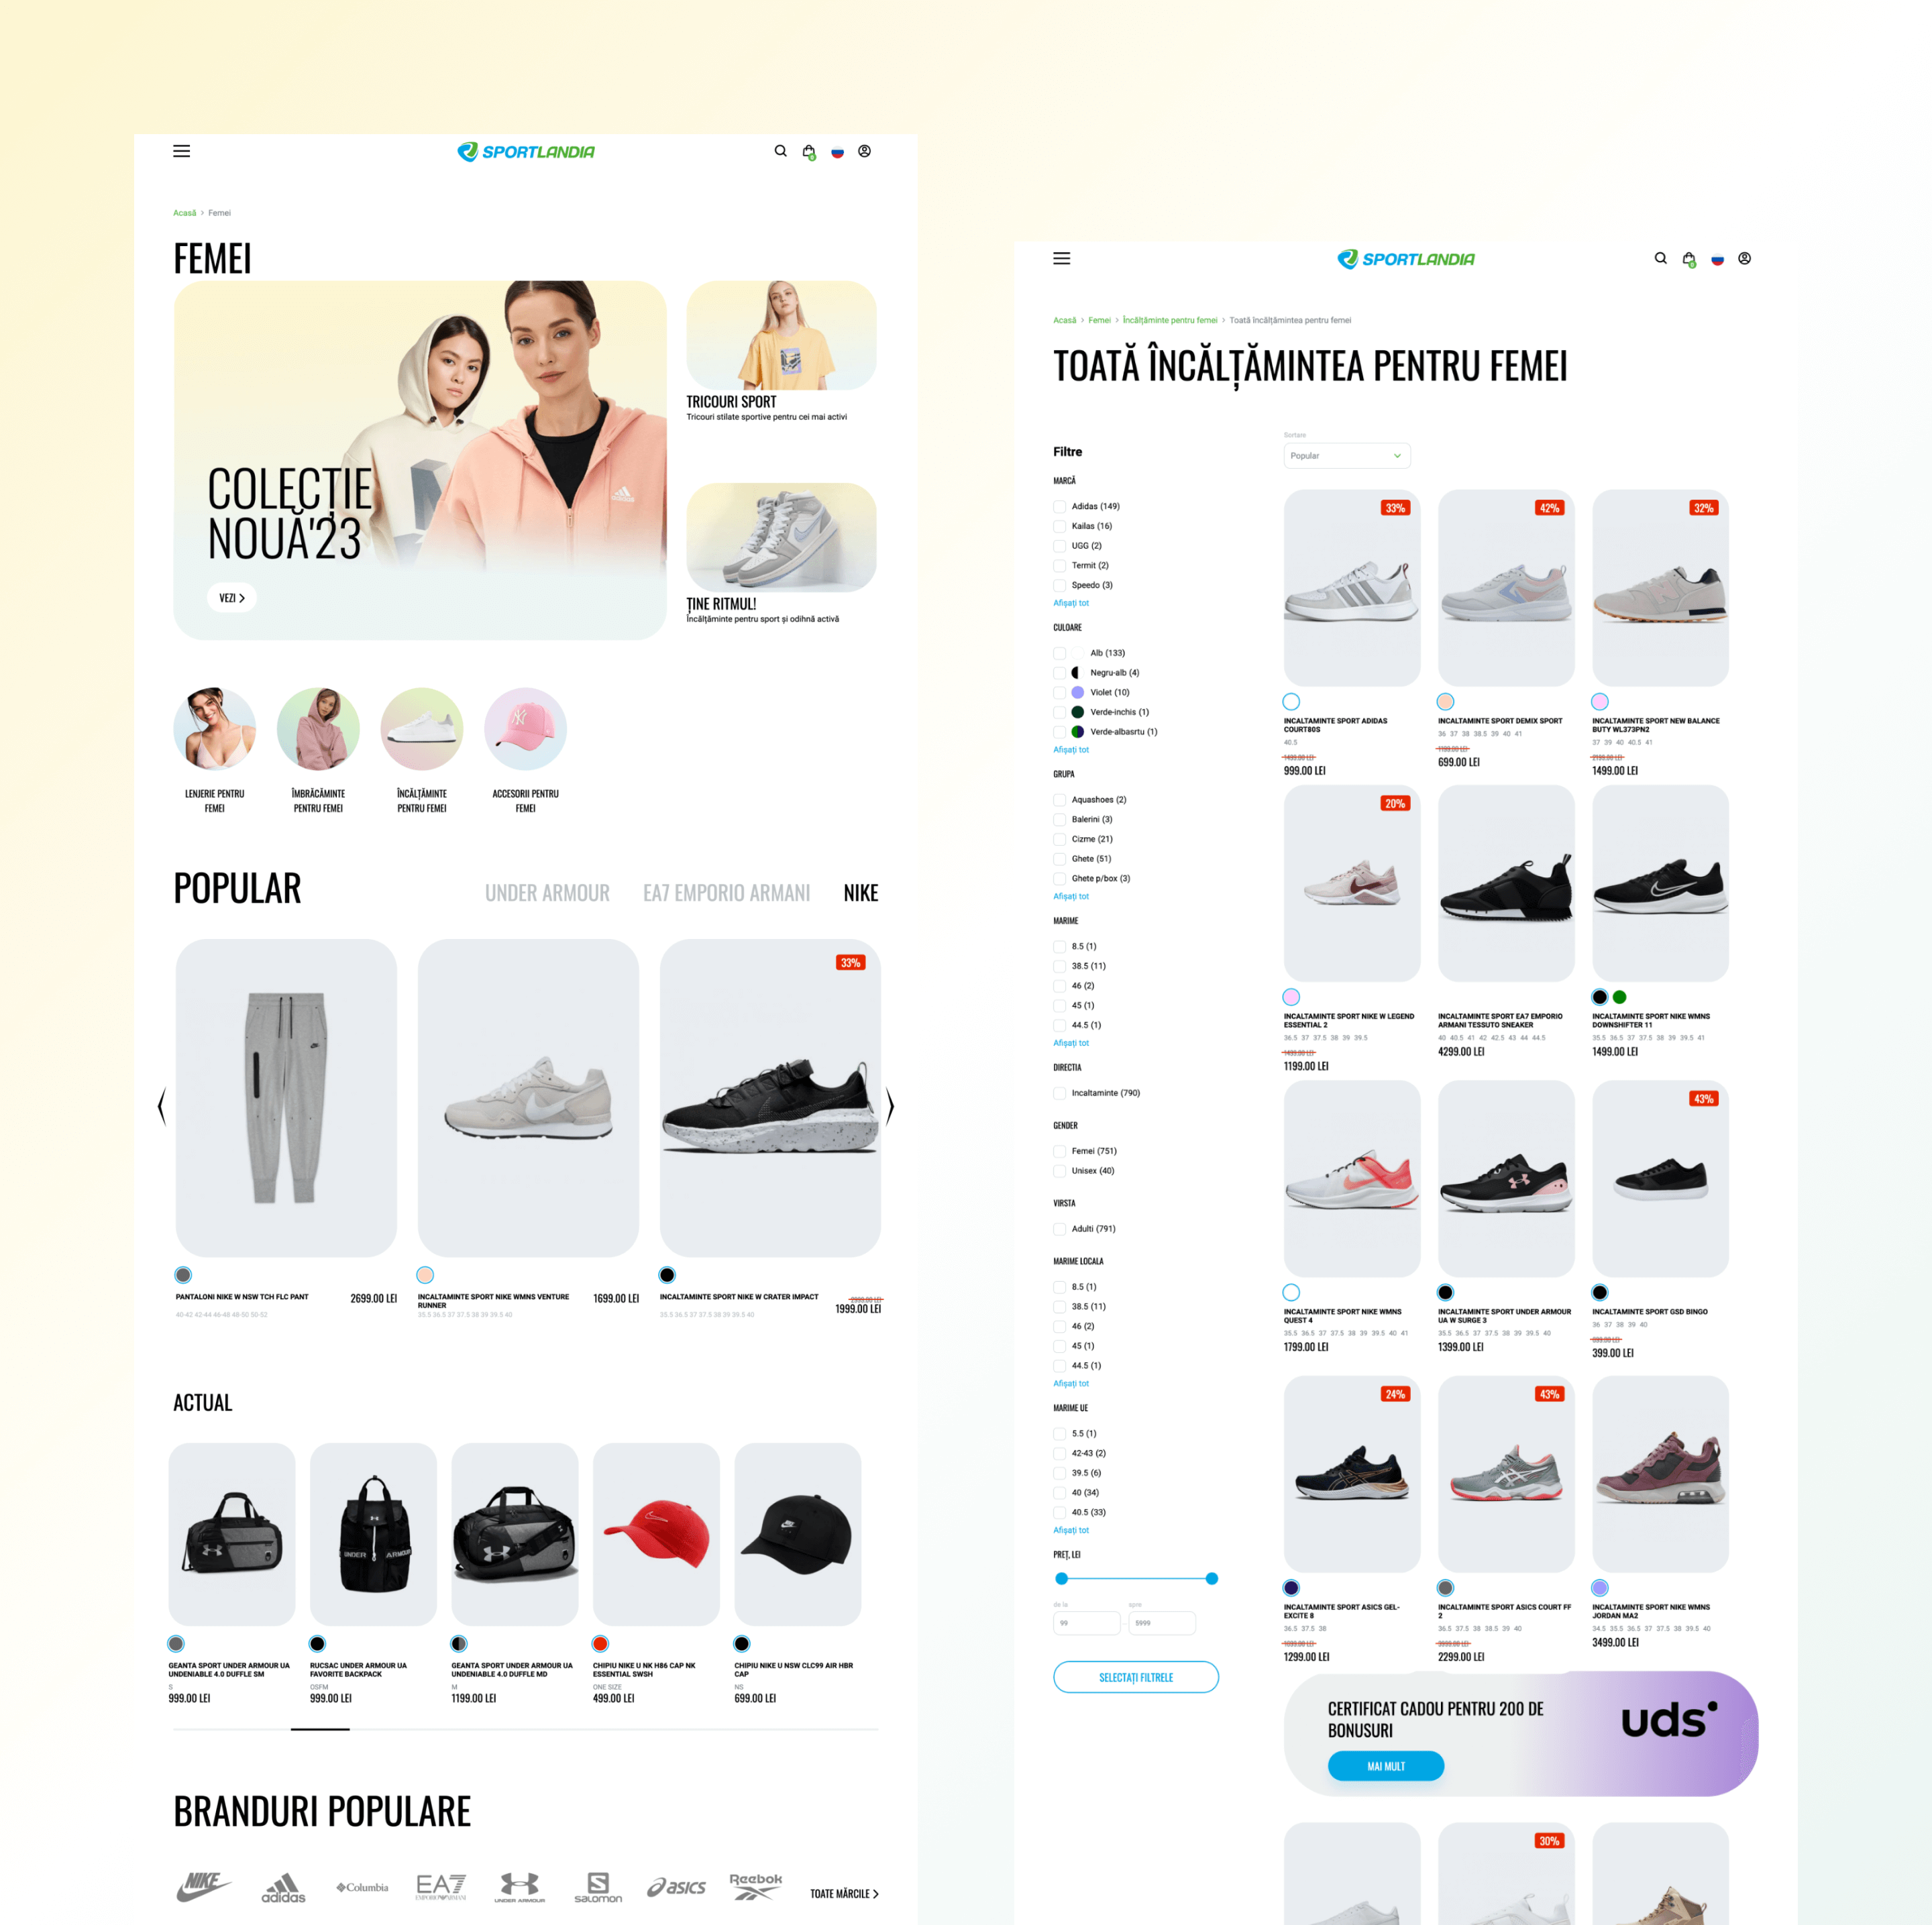 SPORTLANDIA
0
Acasă > Femei
FEMEI
COLECȚIE
NOUĂ'23
VEZI >
TRICOURI SPORT
Tricouri stilate sportive pentru cei mai activi
ȚINE RITMUL!
Încălțăminte pentru sport și odihnă activă
LENJERIE PENTRU
FEMEI
ÎMBRĂCĂMINTE
PENTRU FEMEI
ÎNCĂLȚĂMINTE
PENTRU FEMEI
ACCESORII PENTRU
FEMEI
POPULAR
UNDER ARMOUR
EA7 EMPORIO ARMANI
NIKE
33%
PANTALONI NIKE W NSW TCH FLC PANT
2699.00 LEI
40-42 42-44 46-48 48-50 50-52
INCALTAMINTE SPORT NIKE WMNS VENTURE
RUNNER
1699.00 LEI
35.5 36.5 37 37.5 38 39 39.5 40
INCALTAMINTE SPORT NIKE W CRATER IMPACT
2999.00 LEI
1999.00 LEI
35.5 36.5 37 37.5 38 39 39.5 40
ACTUAL
UNDER ARMOUR
GEANTA SPORT UNDER ARMOUR UA
UNDENIABLE 4.0 DUFFLE SM
S
999.00 LEI
RUCSAC UNDER ARMOUR UA
FAVORITE BACKPACK
OSFM
999.00 LEI
GEANTA SPORT UNDER ARMOUR UA
UNDENIABLE 4.0 DUFFLE MD
M
1199.00 LEI
CHIPIU NIKE U NK H86 CAP NK
ESSENTIAL SWSH
ONE SIZE
499.00 LEI
CHIPIU NIKE U NSW CLC99 AIR HBR
CAP
NS
699.00 LEI
BRANDURI POPULARE
NIKE
adidas
Columbia
EA7
EMPORIO ARMANI
UNDER ARMOUR
S
salomon
asics
Reebok
TOATE MĂRCILE >
SPORTLANDIA
0
Acasă > Femei > Încălțăminte pentru femei > Toată încălțămintea pentru femei
TOATĂ ÎNCĂLȚĂMINTEA PENTRU FEMEI
Filtre
MARCĂ
Adidas (149)
Kailas (16)
UGG (2)
Termit (2)
Speedo (3)
Afișați tot
CULOARE
Alb (133)
Negru-alb (4)
Violet (10)
Verde-inchis (1)
Verde-albasrtu (1)
Afișați tot
GRUPA
Aquashoes (2)
Balerini (3)
Cizme (21)
Ghete (51)
Ghete p/box (3)
Afișați tot
MARIME
8.5 (1)
38.5 (11)
46 (2)
45 (1)
44.5 (1)
Afișați tot
DIRECTIA
Incaltaminte (790)
GENDER
Femei (751)
Unisex (40)
VIRSTA
Adulti (791)
MARIME LOCALA
8.5 (1)
38.5 (11)
46 (2)
45 (1)
44.5 (1)
Afișați tot
MARIME UE
5.5 (1)
42-43 (2)
39.5 (6)
40 (34)
40.5 (33)
Afișați tot
PREȚ, LEI
de la
spre
99
5999
SELECTAȚI FILTRELE
Sortare
Popular
33%
42%
32%
INCALTAMINTE SPORT ADIDAS
COURT80S
40.5
1499.00 LEI
999.00 LEI
INCALTAMINTE SPORT DEMIX SPORT
36 37 38 38.5 39 40 41
1199.00 LEI
699.00 LEI
INCALTAMINTE SPORT NEW BALANCE
BUTY WL373PN2
37 39 40 40.5 41
2199.00 LEI
1499.00 LEI
20%
INCALTAMINTE SPORT NIKE W LEGEND
ESSENTIAL 2
36.5 37 37.5 38 39 39.5
1499.00 LEI
1199.00 LEI
INCALTAMINTE SPORT EA7 EMPORIO
ARMANI TESSUTO SNEAKER
40 40.5 41 42 42.5 43 44 44.5
4299.00 LEI
INCALTAMINTE SPORT NIKE WMNS
DOWNSHIFTER 11
35.5 36.5 37 37.5 38 39 39.5 41
1499.00 LEI
43%
INCALTAMINTE SPORT NIKE WMNS
QUEST 4
35.5 36.5 37 37.5 38 39 39.5 40 41
1799.00 LEI
INCALTAMINTE SPORT UNDER ARMOUR
UA W SURGE 3
35.5 36.5 37 37.5 38 39 39.5 40
1399.00 LEI
INCALTAMINTE SPORT GSD BINGO
36 37 38 39 40
699.00 LEI
399.00 LEI
24%
43%
INCALTAMINTE SPORT ASICS GEL-
EXCITE 8
36.5 37.5 38
1699.00 LEI
1299.00 LEI
INCALTAMINTE SPORT ASICS COURT FF
2
36.5 37.5 38 38.5 39 40
3999.00 LEI
2299.00 LEI
INCALTAMINTE SPORT NIKE WMNS
JORDAN MA2
34.5 35.5 36.5 37 37.5 38 39.5 40
3499.00 LEI
CERTIFICAT CADOU PENTRU 200 DE
BONUSURI
MAI MULT
uds
30%